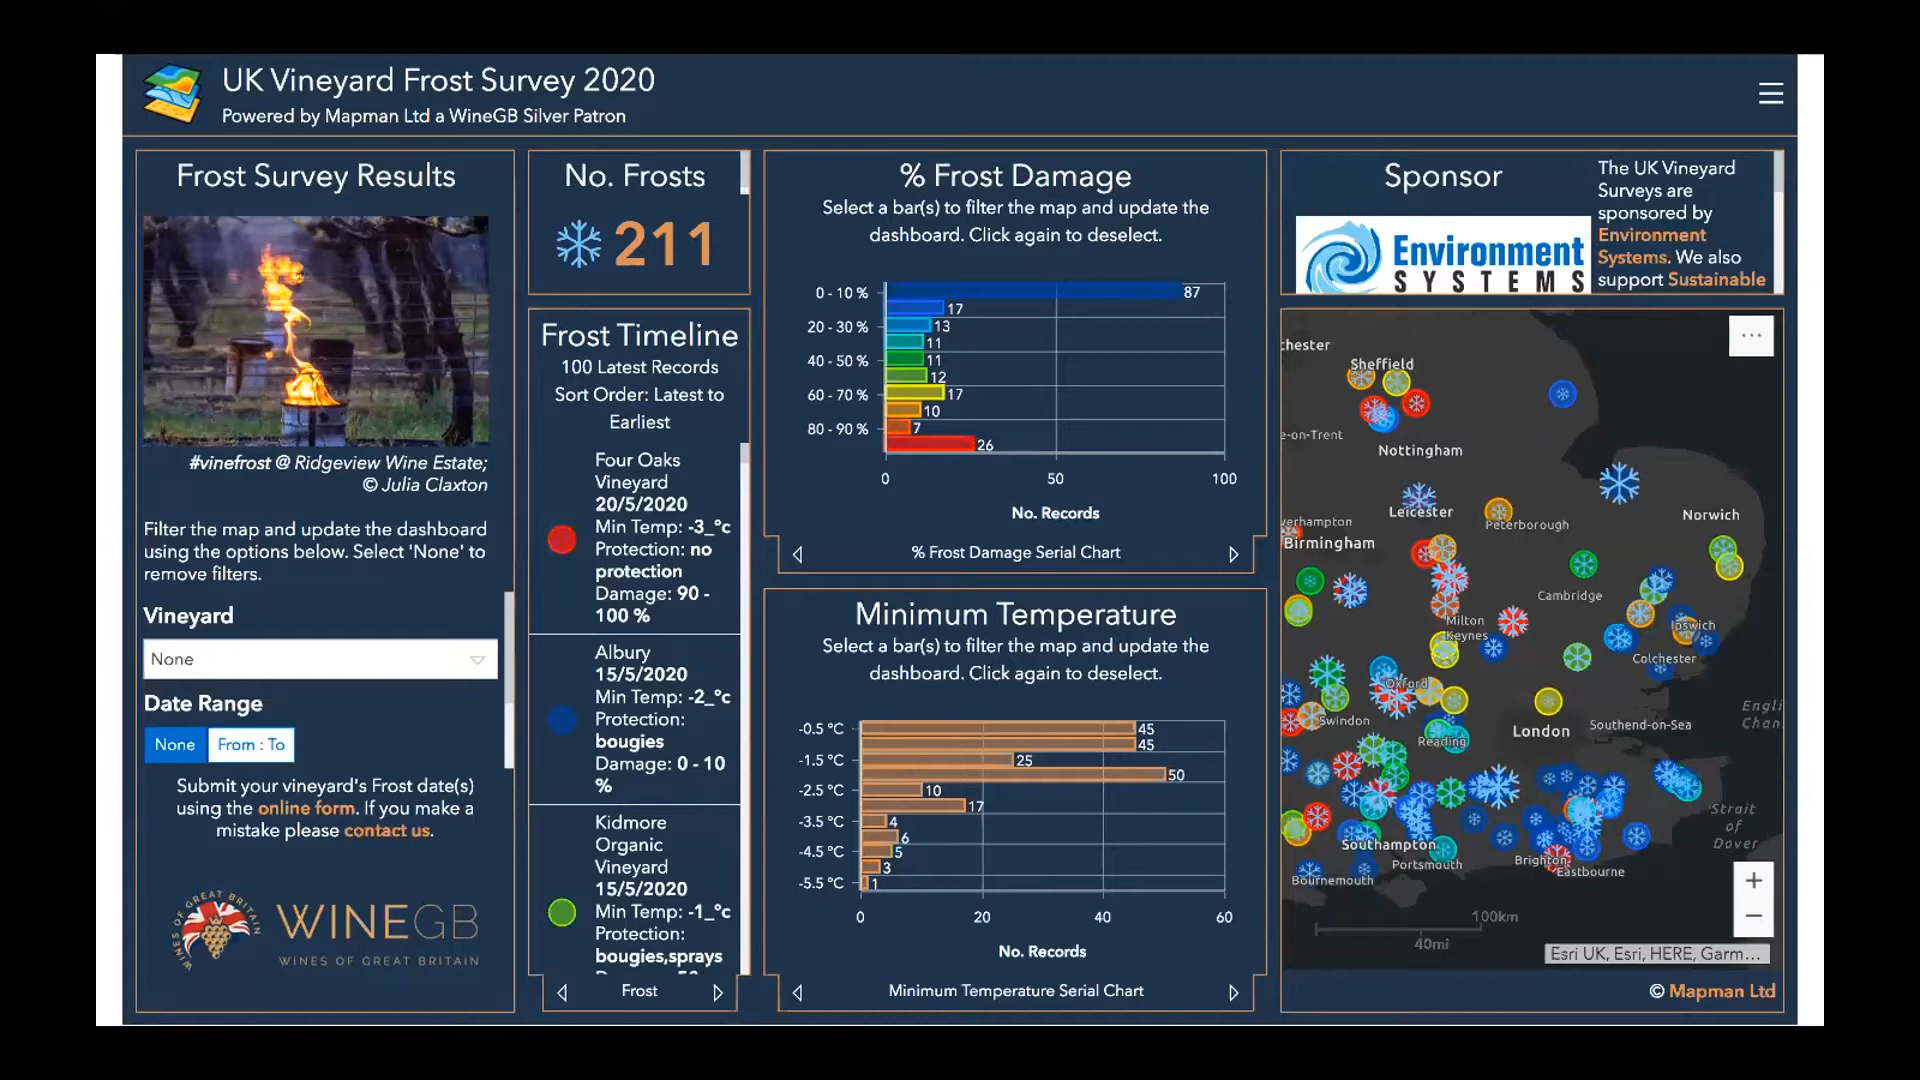 UK Vineyard Frost Survey 2020
Powered by Mapman Ltd a WineGB Silver Patron
Frost Survey Results
#vinefrost @ Ridgeview Wine Estate;
© Julia Claxton
Filter the map and update the dashboard
using the options below. Select 'None' to
remove filters.
Vineyard
None
Date Range
None
From : To
Submit your vineyard's Frost date(s)
using the online form. If you make a
mistake please contact us.
WINES OF GREAT BRITAIN
WINEGB
WINES OF GREAT BRITAIN
No. Frosts
211
Frost Timeline
100 Latest Records
Sort Order: Latest to
Earliest
Four Oaks
Vineyard
20/5/2020
Min Temp: -3_°c
Protection: no
protection
Damage: 90 -
100 %
Albury
15/5/2020
Min Temp: -2_°c
Protection:
bougies
Damage: 0 - 10
%
Kidmore
Organic
Vineyard
15/5/2020
Min Temp: -1_°c
Protection:
bougies,sprays
Frost
% Frost Damage
Select a bar(s) to filter the map and update the
dashboard. Click again to deselect.
0 - 10 %
87
17
20 - 30 %
13
11
40 - 50 %
11
12
60 - 70 %
17
10
80 - 90 %
7
26
0
50
100
No. Records
% Frost Damage Serial Chart
Minimum Temperature
Select a bar(s) to filter the map and update the
dashboard. Click again to deselect.
-0.5 °C
45
45
-1.5 °C
25
50
-2.5 °C
10
17
-3.5 °C
4
6
-4.5 °C
5
3
-5.5 °C
1
0
20
40
60
No. Records
Minimum Temperature Serial Chart
Sponsor
Environment
SYSTEMS
The UK Vineyard
Surveys are
sponsored by
Environment
Systems. We also
support Sustainable
chester
Sheffield
e-on-Trent
Nottingham
Leicester
Peterborough
Norwich
verhampton
Birmingham
Cambridge
Milton
Keynes
Ipswich
Colchester
Oxford
Swindon
London
Southend-on-Sea
Engli
Chan
Reading
Strait
of
Dover
Southampton
Portsmouth
Brighton
Eastbourne
Bournemouth
100km
40mi
+
−
Esri UK, Esri, HERE, Garm...
© Mapman Ltd